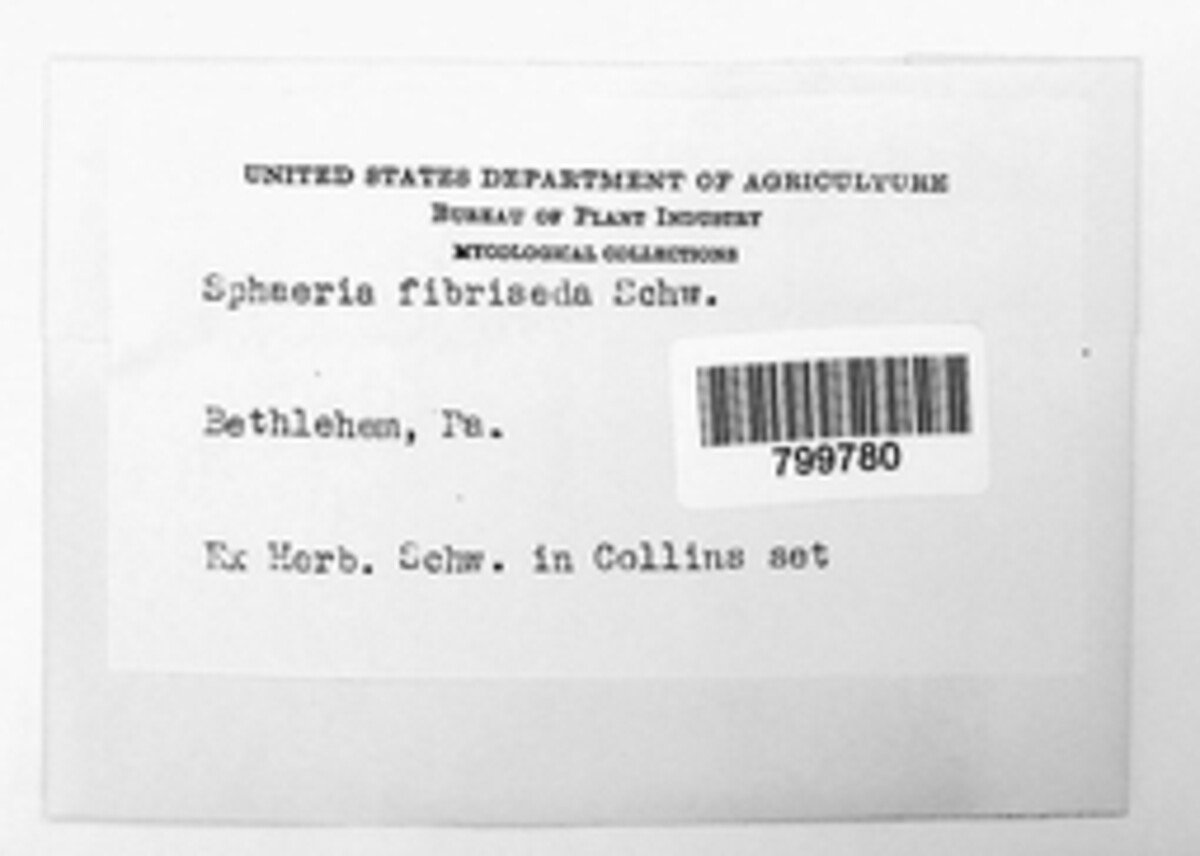 UNITED STATES DEPARTMENT OF AGRICULTURE
BUREAU OF PLANT INDUSTRY
MYCOLOGICAL COLLECTIONS
Sphaeria fibriseda Schw.
Bethlehem, Pa.
799780
Ex Herb. Schw. in Collins set